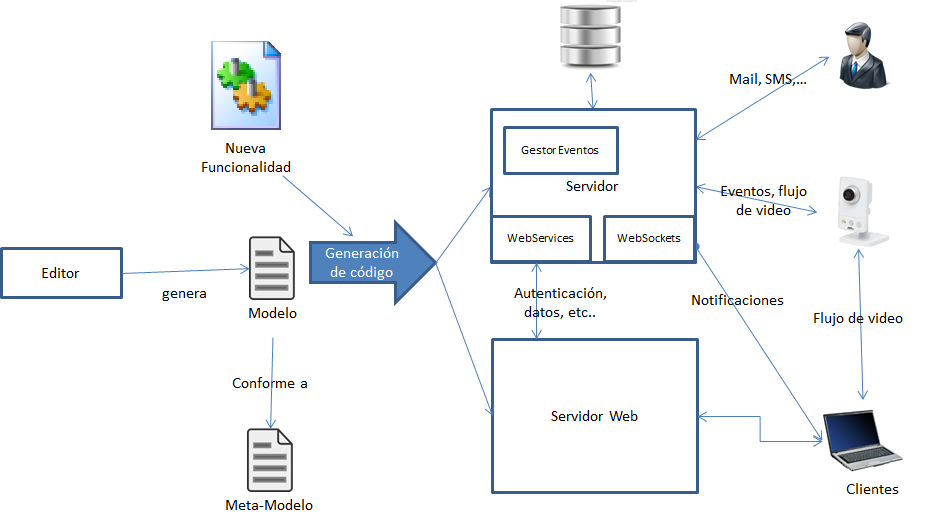 Mail, SMS,...
Nueva
Funcionalidad
Gestor Eventos
Servidor
Eventos, flujo
de video
WebServices
WebSockets
Editor
genera
Generación
de código
Modelo
Autenticación,
datos, etc..
Notificaciones
Flujo de video
Conforme a
Servidor Web
Meta-Modelo
Clientes